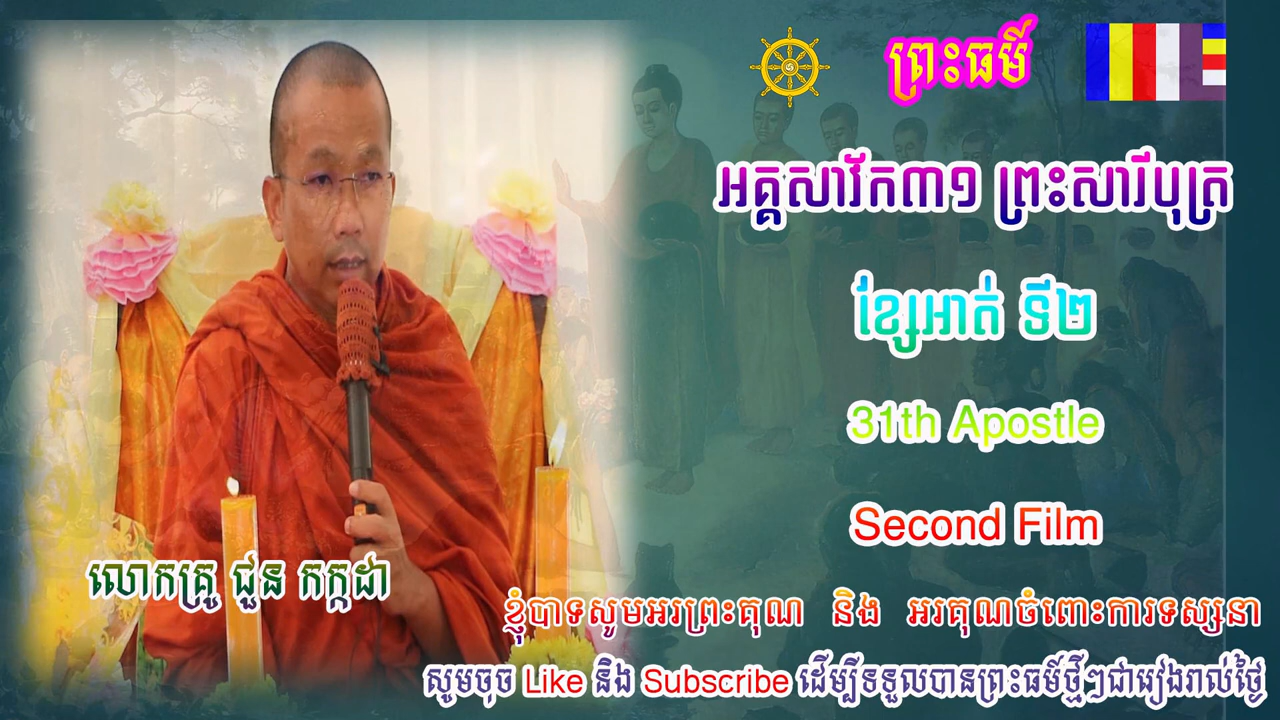 ព្រះធម៌
អគ្គសាវ័ក៣១ ព្រះសារីបុត្រ
ខ្សែអាត់ ទី២
31th Apostle
Second Film
លោកគ្រូ ជួន កក្កដា
ខ្ញុំបាទសូមអរព្រះគុណ និង អរគុណចំពោះការទស្សនា
សូមចុច Like និង Subscribe ដើម្បីទទួលបានព្រះធម៌ថ្មីៗជារៀងរាល់ថ្ងៃ